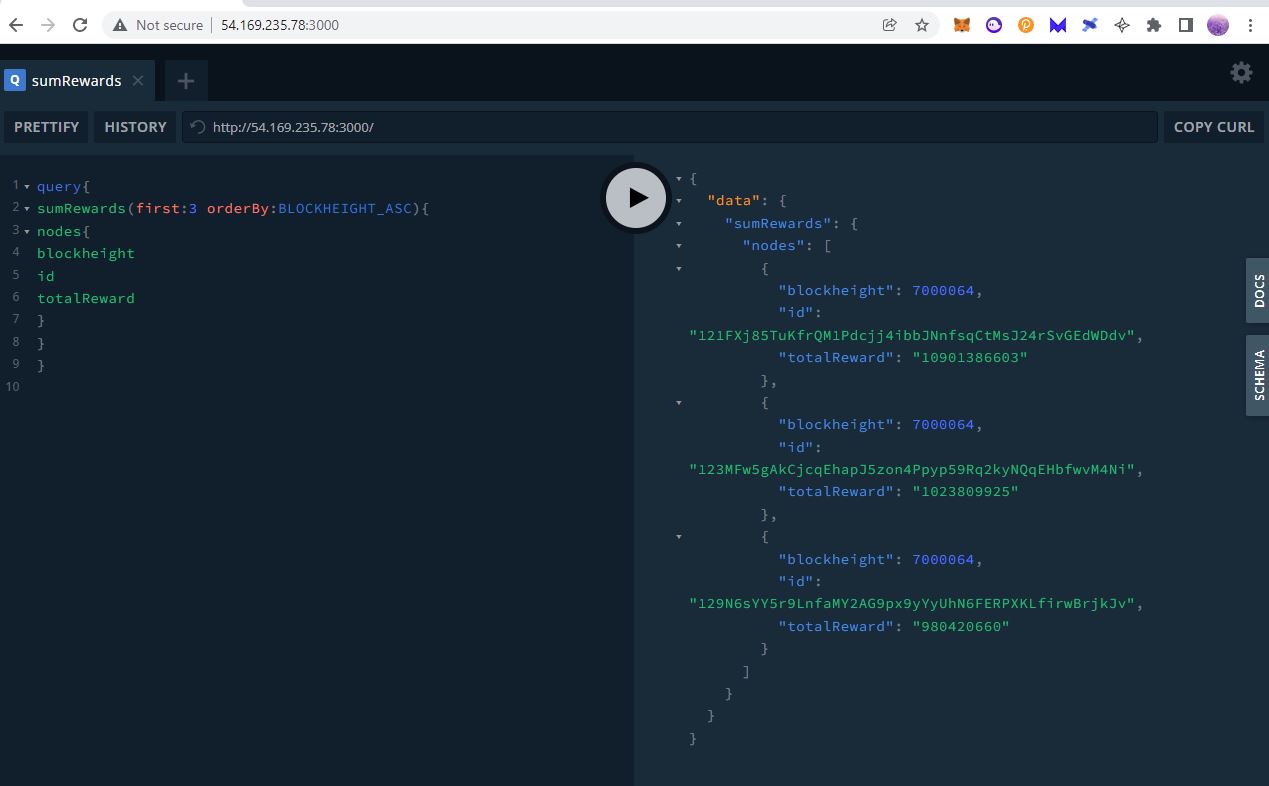 Not secure | 54.169.235.78:3000
Q sumRewards
PRETTIFY HISTORY http://54.169.235.78:3000/ COPY CURL
1 query{
2 sumRewards(first:3 orderBy:BLOCKHEIGHT_ASC){
3 nodes{
4 blockheight
5 id
6 totalReward
7 }
8 }
9 }
10
{
"data": {
"sumRewards": {
"nodes": [
{
"blockheight": 7000064,
"id":
"121FXj85TuKfrQM1Pdcjj4ibbJNnfsqCtMsJ24rSvGEdWDdv",
"totalReward": "10901386603"
},
{
"blockheight": 7000064,
"id":
"123MFw5gAkCjcqEhapJ5zon4Ppyp59Rq2kyNQqEHbfwvM4Ni",
"totalReward": "1023809925"
},
{
"blockheight": 7000064,
"id":
"129N6sYY5r9LnfaMY2AG9px9yYyUhN6FERPXKLfirwBrjkJv",
"totalReward": "980420660"
}
]
}
}
}
DOCS
SCHEMA